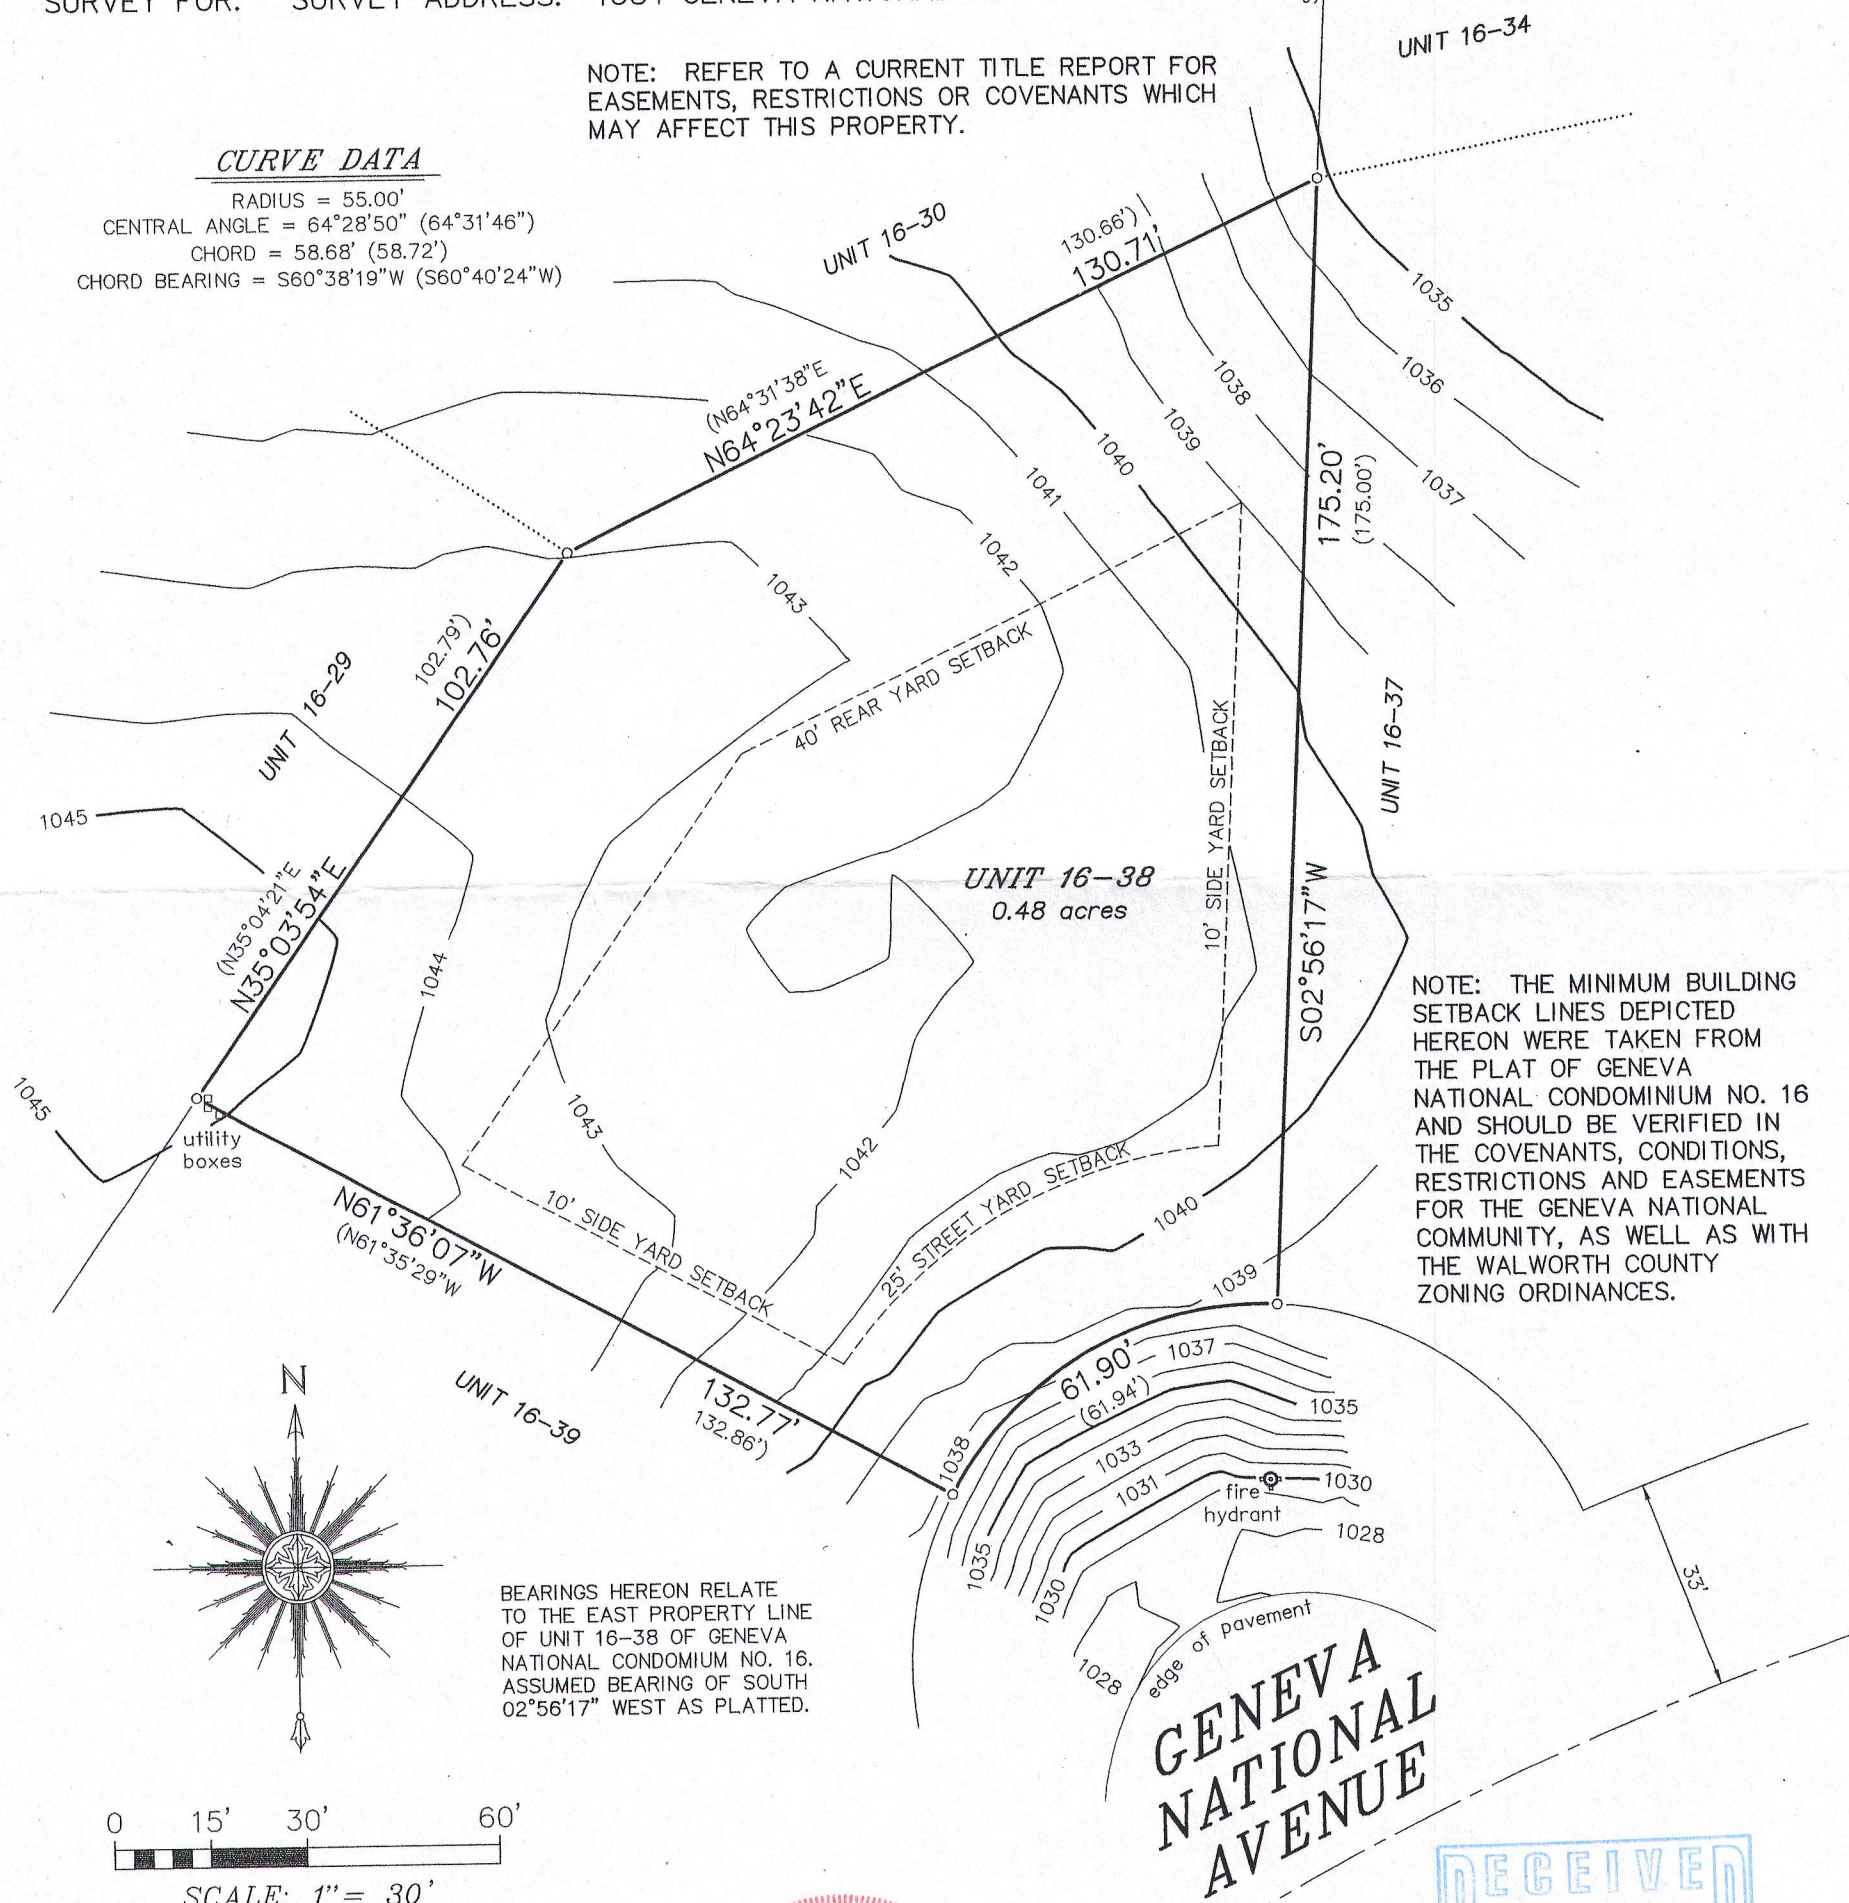 SURVEY FOR: SURVEY ADDRESS:
UNIT 16-34
NOTE: REFER TO A CURRENT TITLE REPORT FOR
EASEMENTS, RESTRICTIONS OR COVENANTS WHICH
MAY AFFECT THIS PROPERTY.
CURVE DATA
RADIUS = 55.00'
CENTRAL ANGLE = 64°28'50" (64°31'46")
CHORD = 58.68' (58.72')
CHORD BEARING = S60°38'19"W (S60°40'24"W)
UNIT 16-30
130.66')
130.71'
(N64°31'38"E
N64°23'42"E
1035
1036
1037
1038
1039
1040
1041
1042
1043
175.20'
(175.00')
102.79')
102.76'
UNIT 16-29
40' REAR YARD SETBACK
UNIT 16-37
10' SIDE YARD SETBACK
1045
(N35°04'21"E
N35°03'54"E
UNIT 16-38
0.48 acres
S02°56'17"W
1044
NOTE: THE MINIMUM BUILDING
SETBACK LINES DEPICTED
HEREON WERE TAKEN FROM
THE PLAT OF GENEVA
NATIONAL CONDOMINIUM NO. 16
AND SHOULD BE VERIFIED IN
THE COVENANTS, CONDITIONS,
RESTRICTIONS AND EASEMENTS
FOR THE GENEVA NATIONAL
COMMUNITY, AS WELL AS WITH
THE WALWORTH COUNTY
ZONING ORDINANCES.
1045
utility
boxes
1043
1042
N61°36'07"W
(N61°35'29"W
10' SIDE YARD SETBACK
25' STREET YARD SETBACK
1040
1039
UNIT 16-39
132.77'
132.86')
1038
61.90'
(61.94')
1037
1035
1033
1031
1030
fire
hydrant
1028
1035
1030
1028
edge of pavement
33'
N
BEARINGS HEREON RELATE
TO THE EAST PROPERTY LINE
OF UNIT 16-38 OF GENEVA
NATIONAL CONDOMIUM NO. 16.
ASSUMED BEARING OF SOUTH
02°56'17" WEST AS PLATTED.
GENEVA
NATIONAL
AVENUE
0 15' 30' 60'
SCALE: 1" = 30'
RECEIVED